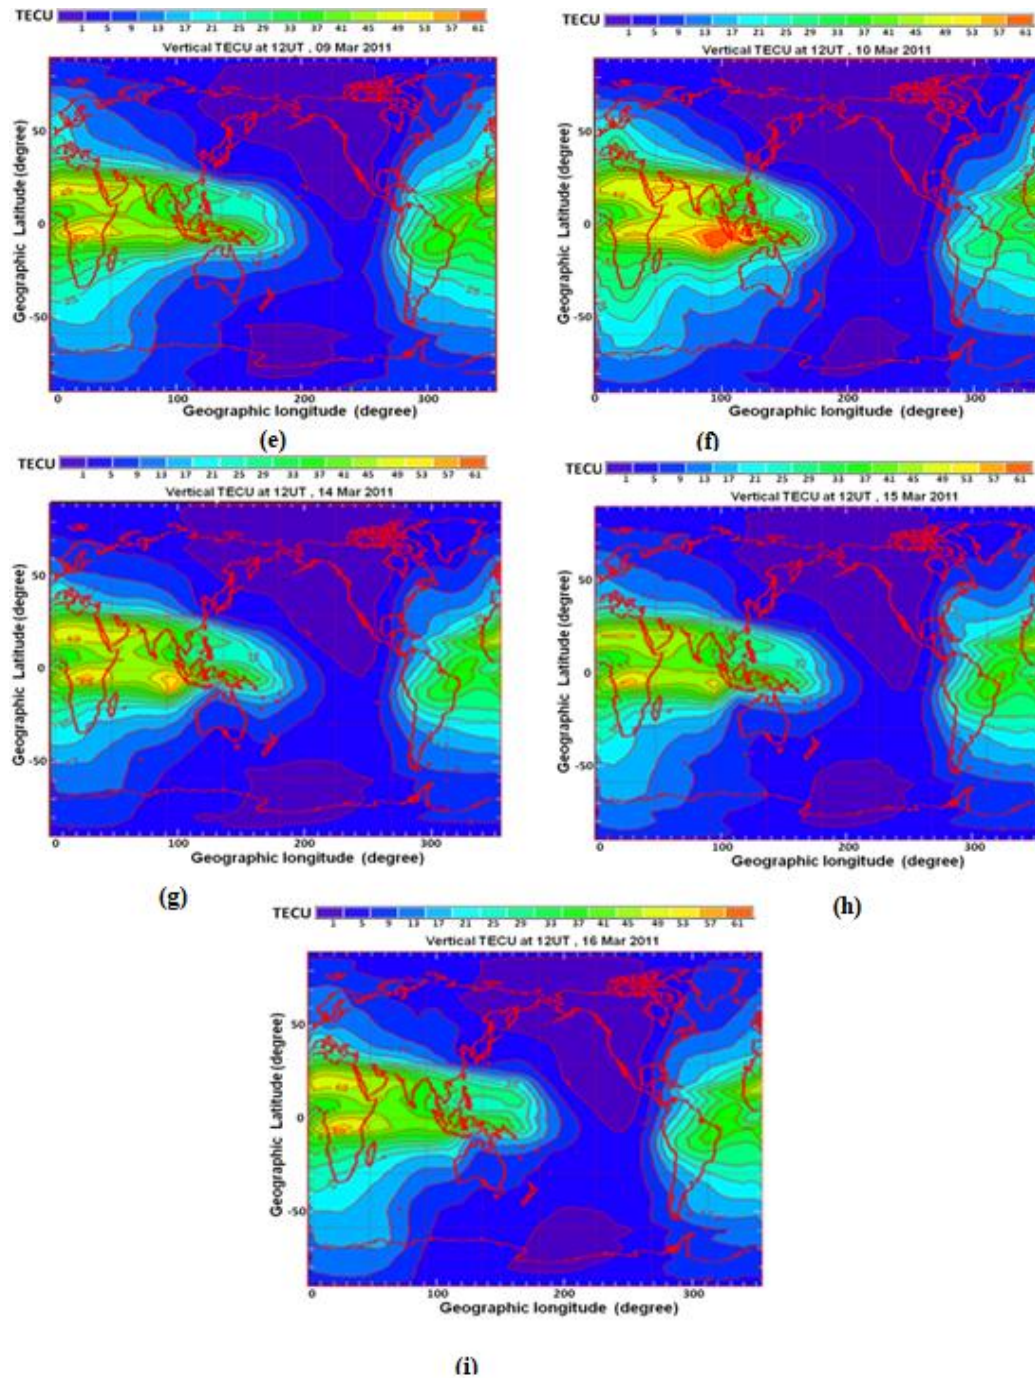 TECU
1 5 9 13 17 21 25 29 33 37 41 45 49 53 57 61
Vertical TECU at 12UT , 09 Mar 2011
Geographic Latitude (degree)
50
0
-50
0 100 200 300
Geographic longitude (degree)
(e)
TECU
1 5 9 13 17 21 25 29 33 37 41 45 49 53 57 61
Vertical TECU at 12UT , 10 Mar 2011
Geographic Latitude (degree)
50
0
-50
0 100 200 300
Geographic longitude (degree)
(f)
TECU
1 5 9 13 17 21 25 29 33 37 41 45 49 53 57 61
Vertical TECU at 12UT , 14 Mar 2011
Geographic Latitude (degree)
50
0
-50
0 100 200 300
Geographic longitude (degree)
(g)
TECU
1 5 9 13 17 21 25 29 33 37 41 45 49 53 57 61
Vertical TECU at 12UT , 15 Mar 2011
Geographic Latitude (degree)
50
0
-50
0 100 200 300
Geographic longitude (degree)
(h)
TECU
1 5 9 13 17 21 25 29 33 37 41 45 49 53 57 61
Vertical TECU at 12UT , 16 Mar 2011
Geographic Latitude (degree)
50
0
-50
0 100 200 300
Geographic longitude (degree)
(i)